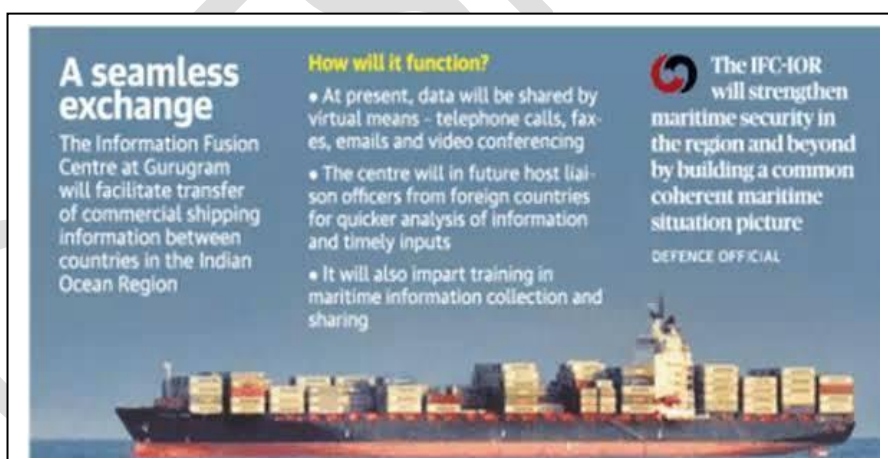 A seamless
exchange
The Information Fusion
Centre at Gurugram
will facilitate transfer
of commercial shipping
information between
countries in the Indian
Ocean Region
How will it function?
• At present, data will be shared by
virtual means - telephone calls, fax-
es, emails and video conferencing
• The centre will in future host liai-
son officers from foreign countries
for quicker analysis of information
and timely inputs
• It will also impart training in
maritime information collection and
sharing
The IFC-IOR
will strengthen
maritime security in
the region and beyond
by building a common
coherent maritime
situation picture
DEFENCE OFFICIAL